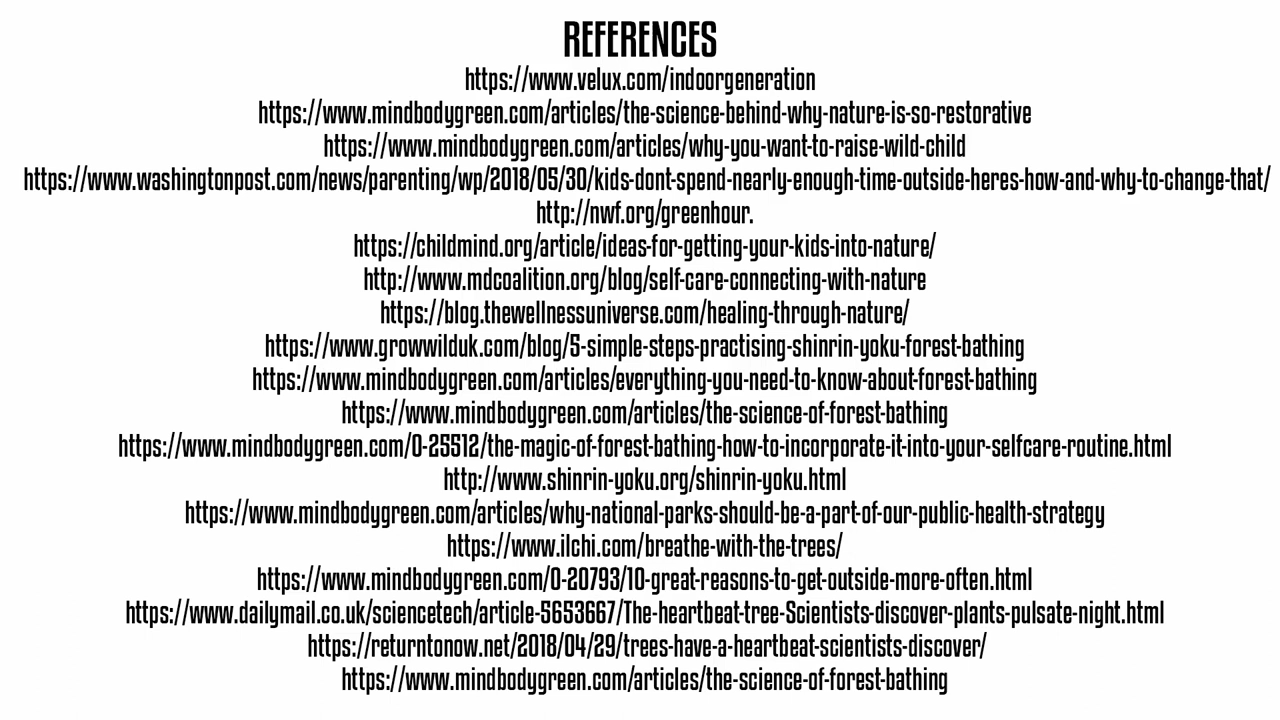 REFERENCES
https://www.velux.com/indoorgeneration
https://www.mindbodygreen.com/articles/the-science-behind-why-nature-is-so-restorative
https://www.mindbodygreen.com/articles/why-you-want-to-raise-wild-child
https://www.washingtonpost.com/news/parenting/wp/2018/05/30/kids-dont-spend-nearly-enough-time-outside-heres-how-and-why-to-change-that/
http://nwf.org/greenhour.
https://childmind.org/article/ideas-for-getting-your-kids-into-nature/
http://www.mdcoalition.org/blog/self-care-connecting-with-nature
https://blog.thewellnessuniverse.com/healing-through-nature/
https://www.growwilduk.com/blog/5-simple-steps-practising-shinrin-yoku-forest-bathing
https://www.mindbodygreen.com/articles/everything-you-need-to-know-about-forest-bathing
https://www.mindbodygreen.com/articles/the-science-of-forest-bathing
https://www.mindbodygreen.com/0-25512/the-magic-of-forest-bathing-how-to-incorporate-it-into-your-selfcare-routine.html
http://www.shinrin-yoku.org/shinrin-yoku.html
https://www.mindbodygreen.com/articles/why-national-parks-should-be-a-part-of-our-public-health-strategy
https://www.ilchi.com/breathe-with-the-trees/
https://www.mindbodygreen.com/0-20793/10-great-reasons-to-get-outside-more-often.html
https://www.dailymail.co.uk/sciencetech/article-5653667/The-heartbeat-tree-Scientists-discover-plants-pulsate-night.html
https://returntonow.net/2018/04/29/trees-have-a-heartbeat-scientists-discover/
https://www.mindbodygreen.com/articles/the-science-of-forest-bathing